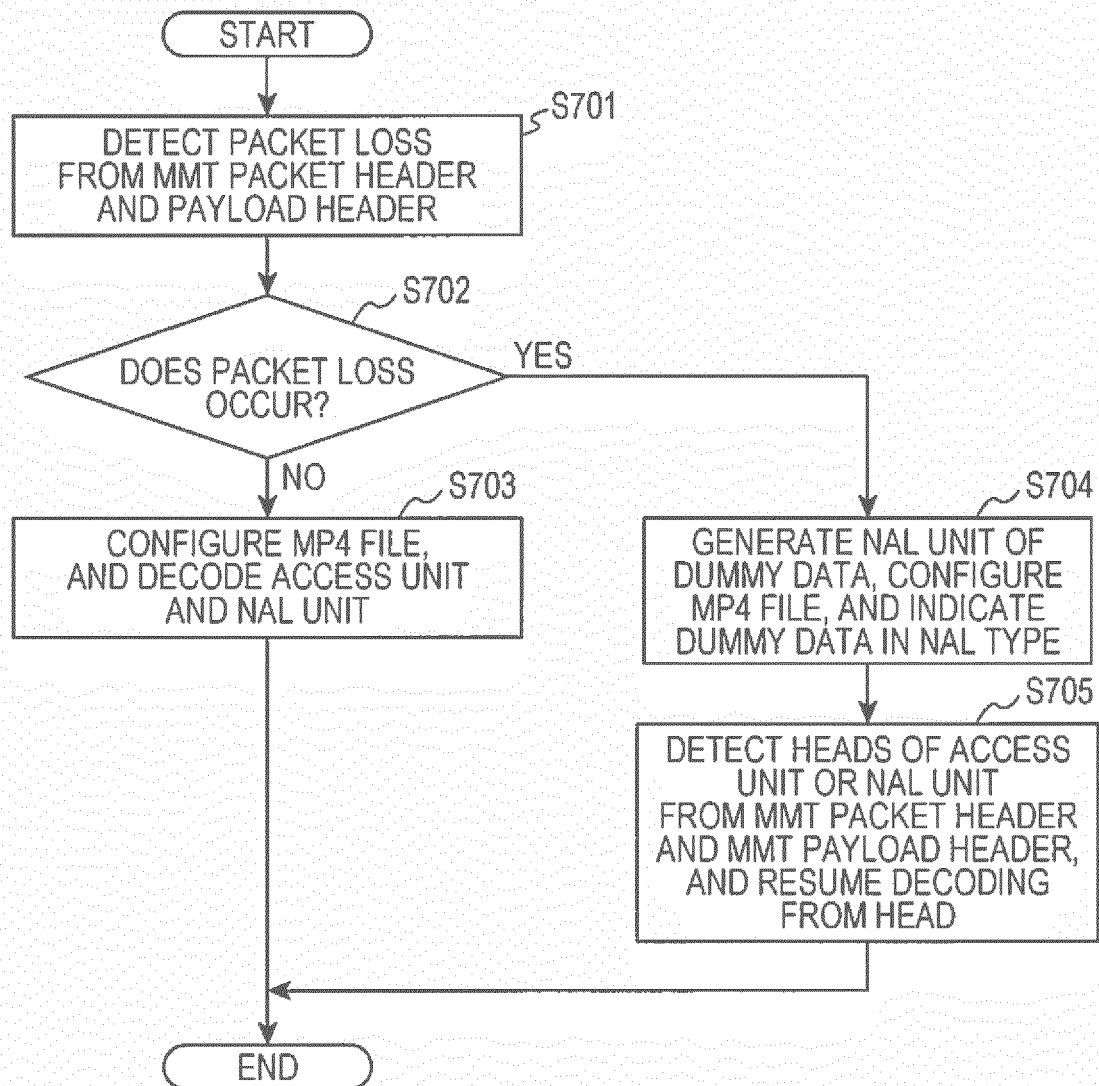 START
S701
DETECT PACKET LOSS
FROM MMT PACKET HEADER
AND PAYLOAD HEADER
S702
DOES PACKET LOSS
OCCUR?
YES
NO
S703
CONFIGURE MP4 FILE,
AND DECODE ACCESS UNIT
AND NAL UNIT
S704
GENERATE NAL UNIT OF
DUMMY DATA, CONFIGURE
MP4 FILE, AND INDICATE
DUMMY DATA IN NAL TYPE
S705
DETECT HEADS OF ACCESS
UNIT OR NAL UNIT
FROM MMT PACKET HEADER
AND MMT PAYLOAD HEADER,
AND RESUME DECODING
FROM HEAD
END